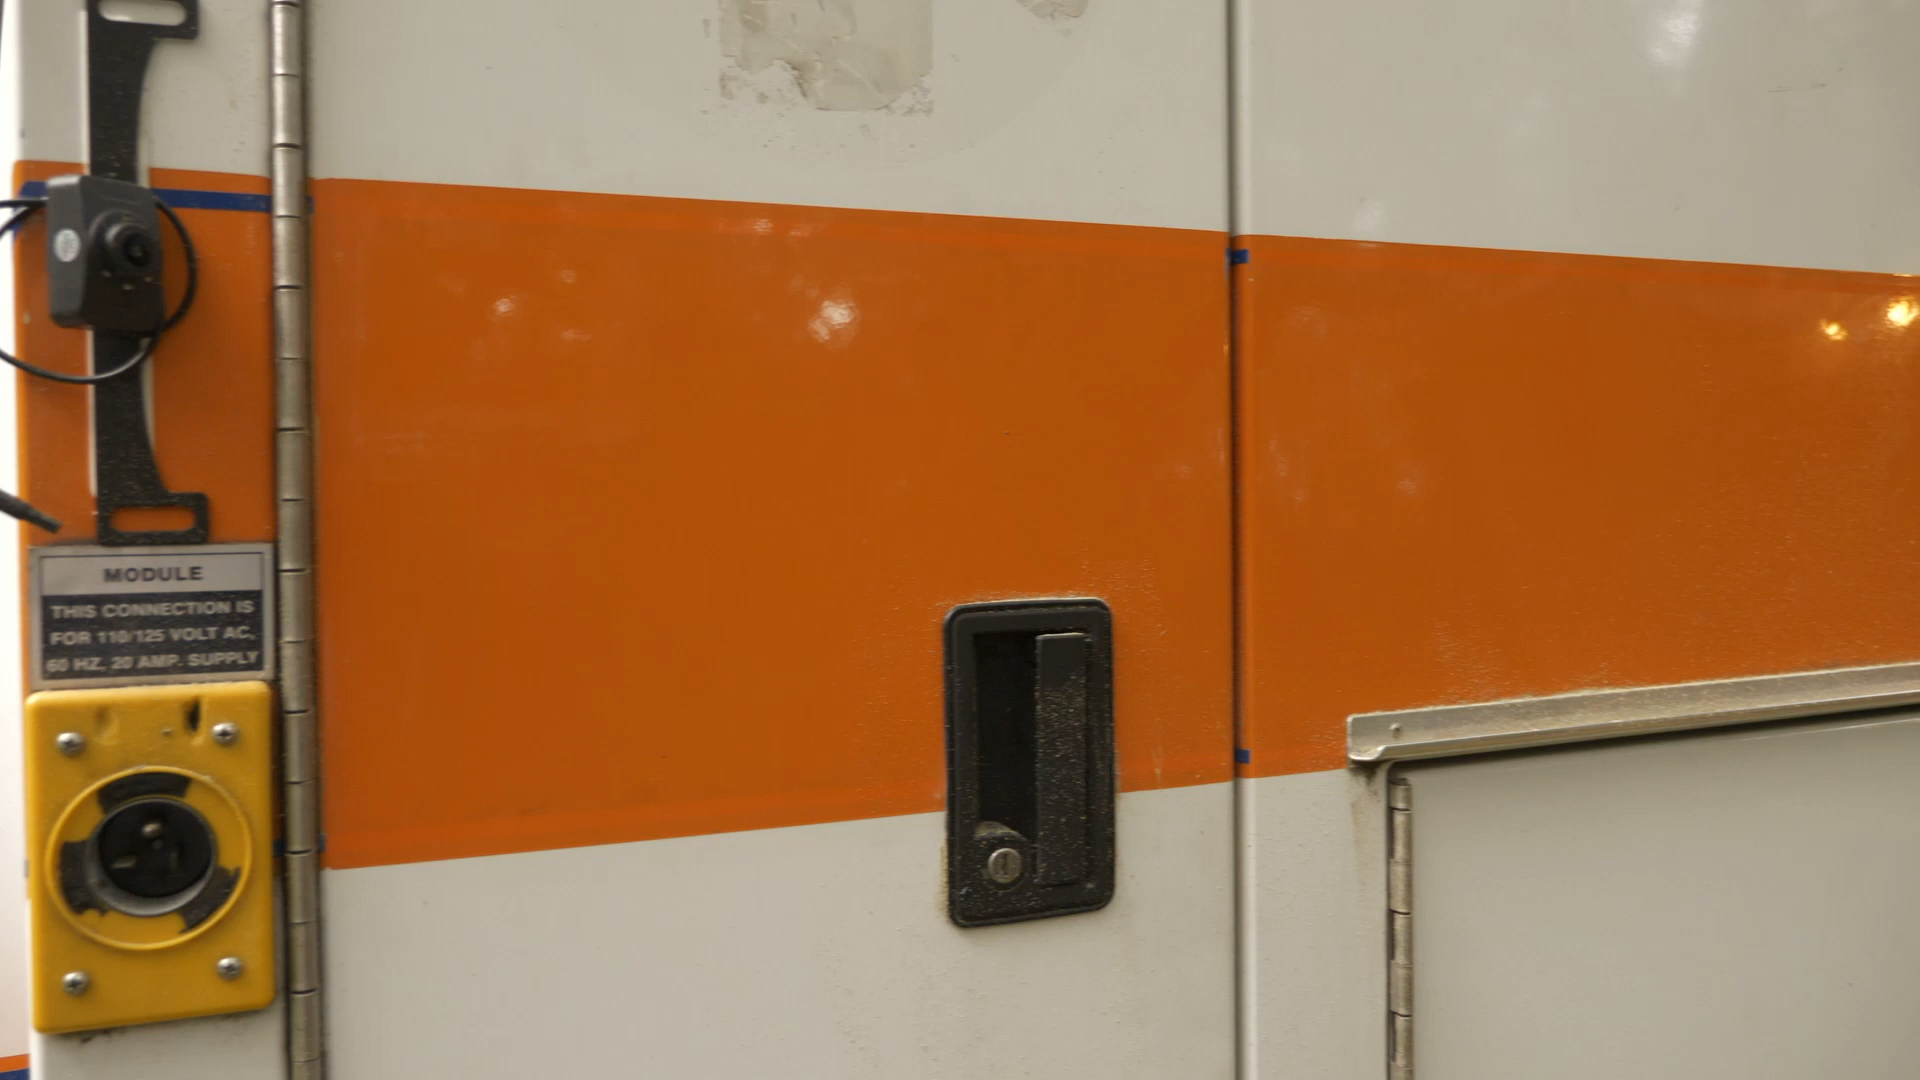 MODULE
THIS CONNECTION IS
FOR 110/125 VOLT AC,
60 HZ, 20 AMP. SUPPLY